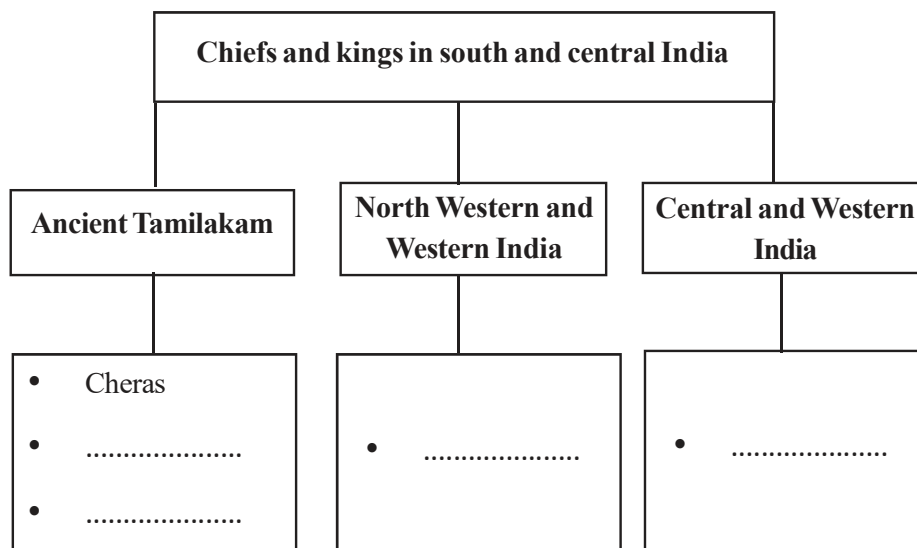 Chiefs and kings in south and central India
Ancient Tamilakam
North Western and
Western India
Central and Western
India
• Cheras
• .....................
• .....................
• .....................
• .....................